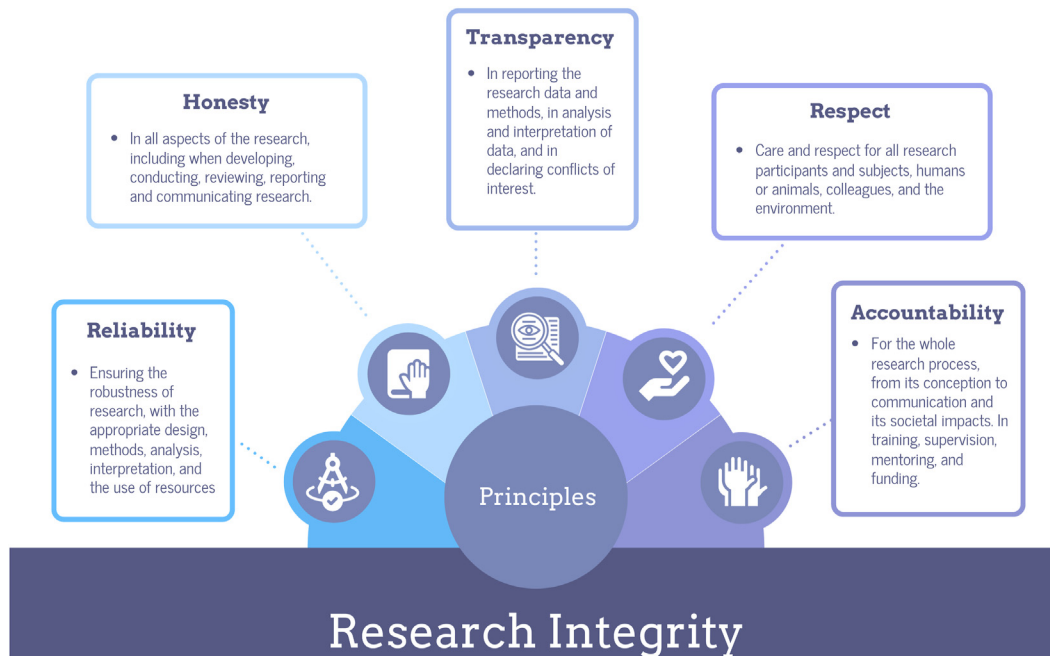 Transparency
• In reporting the
research data and
methods, in analysis
and interpretation of
data, and in
declaring conflicts of
interest.
Honesty
• In all aspects of the research,
including when developing,
conducting, reviewing, reporting
and communicating research.
Respect
• Care and respect for all research
participants and subjects, humans
or animals, colleagues, and the
environment.
Reliability
• Ensuring the
robustness of
research, with the
appropriate design,
methods, analysis,
interpretation, and
the use of resources
Accountability
• For the whole
research process,
from its conception to
communication and
its societal impacts. In
training, supervision,
mentoring, and
funding.
Principles
Research Integrity